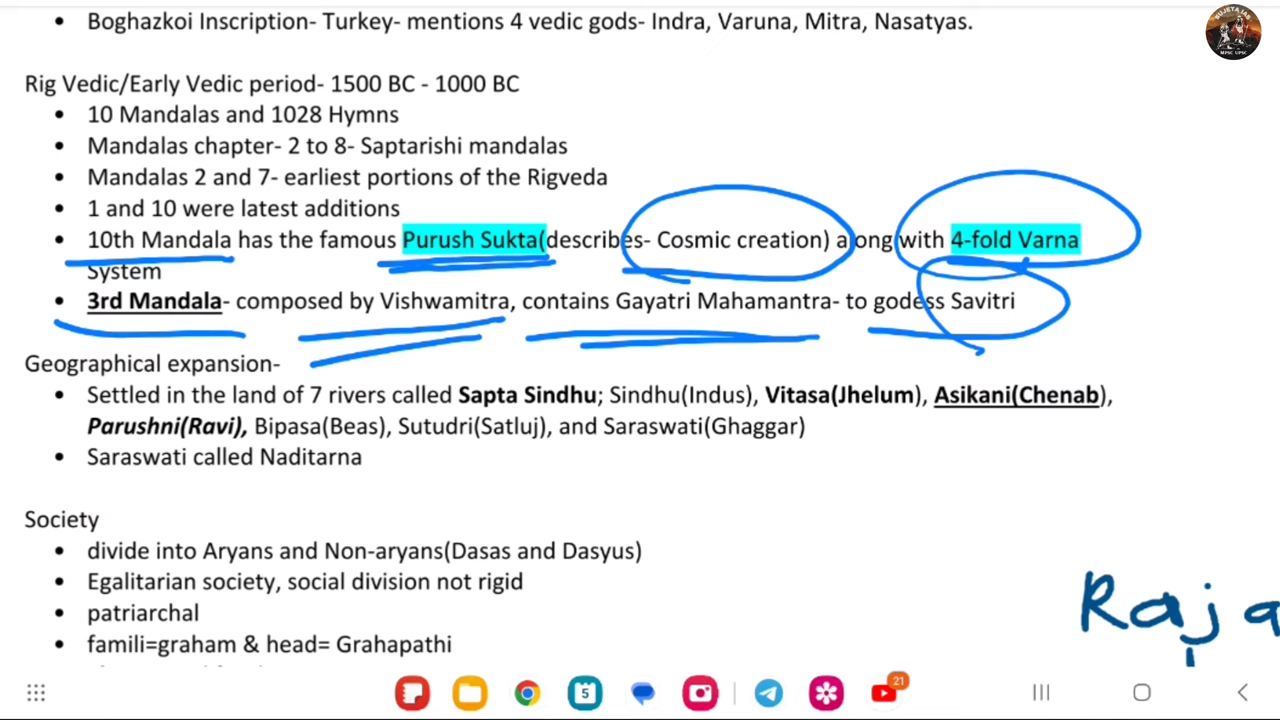 SUJETA IAS
MPSC UPSC
• Boghazkoi Inscription- Turkey- mentions 4 vedic gods- Indra, Varuna, Mitra, Nasatyas.
Rig Vedic/Early Vedic period- 1500 BC - 1000 BC
• 10 Mandalas and 1028 Hymns
• Mandalas chapter- 2 to 8- Saptarishi mandalas
• Mandalas 2 and 7- earliest portions of the Rigveda
• 1 and 10 were latest additions
• 10th Mandala has the famous Purush Sukta(describes- Cosmic creation) along with 4-fold Varna
System
• 3rd Mandala- composed by Vishwamitra, contains Gayatri Mahamantra- to godess Savitri
Geographical expansion-
• Settled in the land of 7 rivers called Sapta Sindhu; Sindhu(Indus), Vitasa(Jhelum), Asikani(Chenab),
Parushni(Ravi), Bipasa(Beas), Sutudri(Satluj), and Saraswati(Ghaggar)
• Saraswati called Naditarna
Society
• divide into Aryans and Non-aryans(Dasas and Dasyus)
• Egalitarian society, social division not rigid
• patriarchal
• famili=graham & head= Grahapathi
Raja
5
21